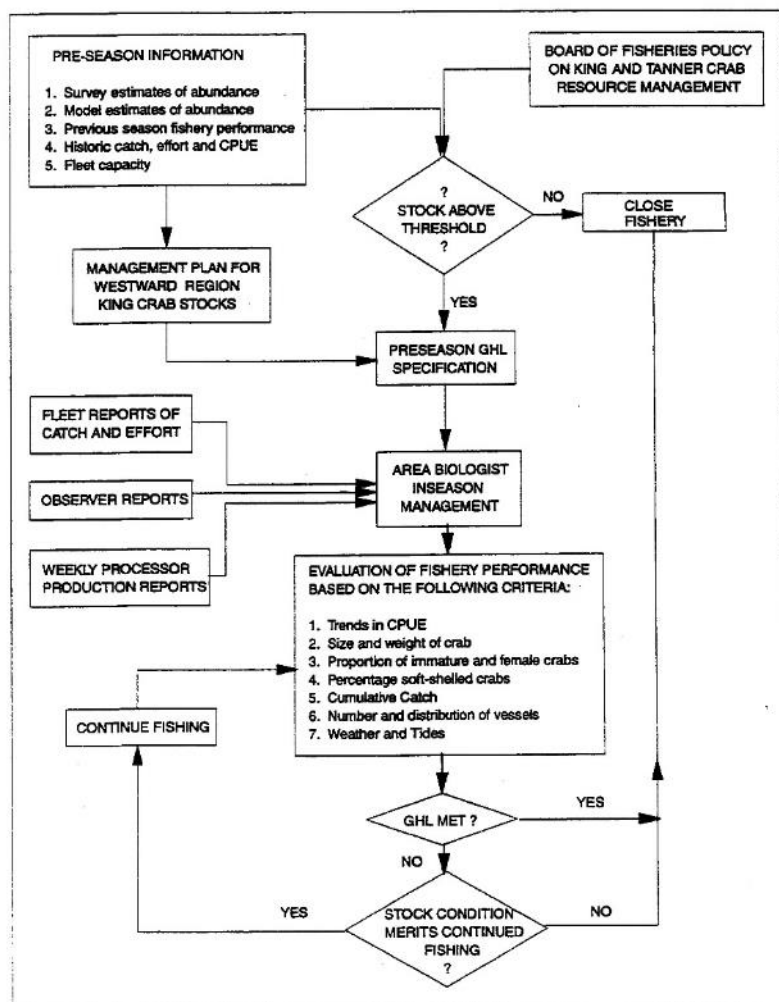 PRE-SEASON INFORMATION
1. Survey estimates of abundance
2. Model estimates of abundance
3. Previous season fishery performance
4. Historic catch, effort and CPUE
5. Fleet capacity
BOARD OF FISHERIES POLICY
ON KING AND TANNER CRAB
RESOURCE MANAGEMENT
?
STOCK ABOVE
THRESHOLD
?
NO
CLOSE
FISHERY
MANAGEMENT PLAN FOR
WESTWARD REGION
KING CRAB STOCKS
YES
PRESEASON GHL
SPECIFICATION
FLEET REPORTS OF
CATCH AND EFFORT
OBSERVER REPORTS
WEEKLY PROCESSOR
PRODUCTION REPORTS
AREA BIOLOGIST
INSEASON
MANAGEMENT
EVALUATION OF FISHERY PERFORMANCE
BASED ON THE FOLLOWING CRITERIA:
1. Trends in CPUE
2. Size and weight of crab
3. Proportion of immature and female crabs
4. Percentage soft-shelled crabs
5. Cumulative Catch
6. Number and distribution of vessels
7. Weather and Tides
CONTINUE FISHING
GHL MET ?
YES
NO
YES
STOCK CONDITION
MERITS CONTINUED
FISHING
?
NO